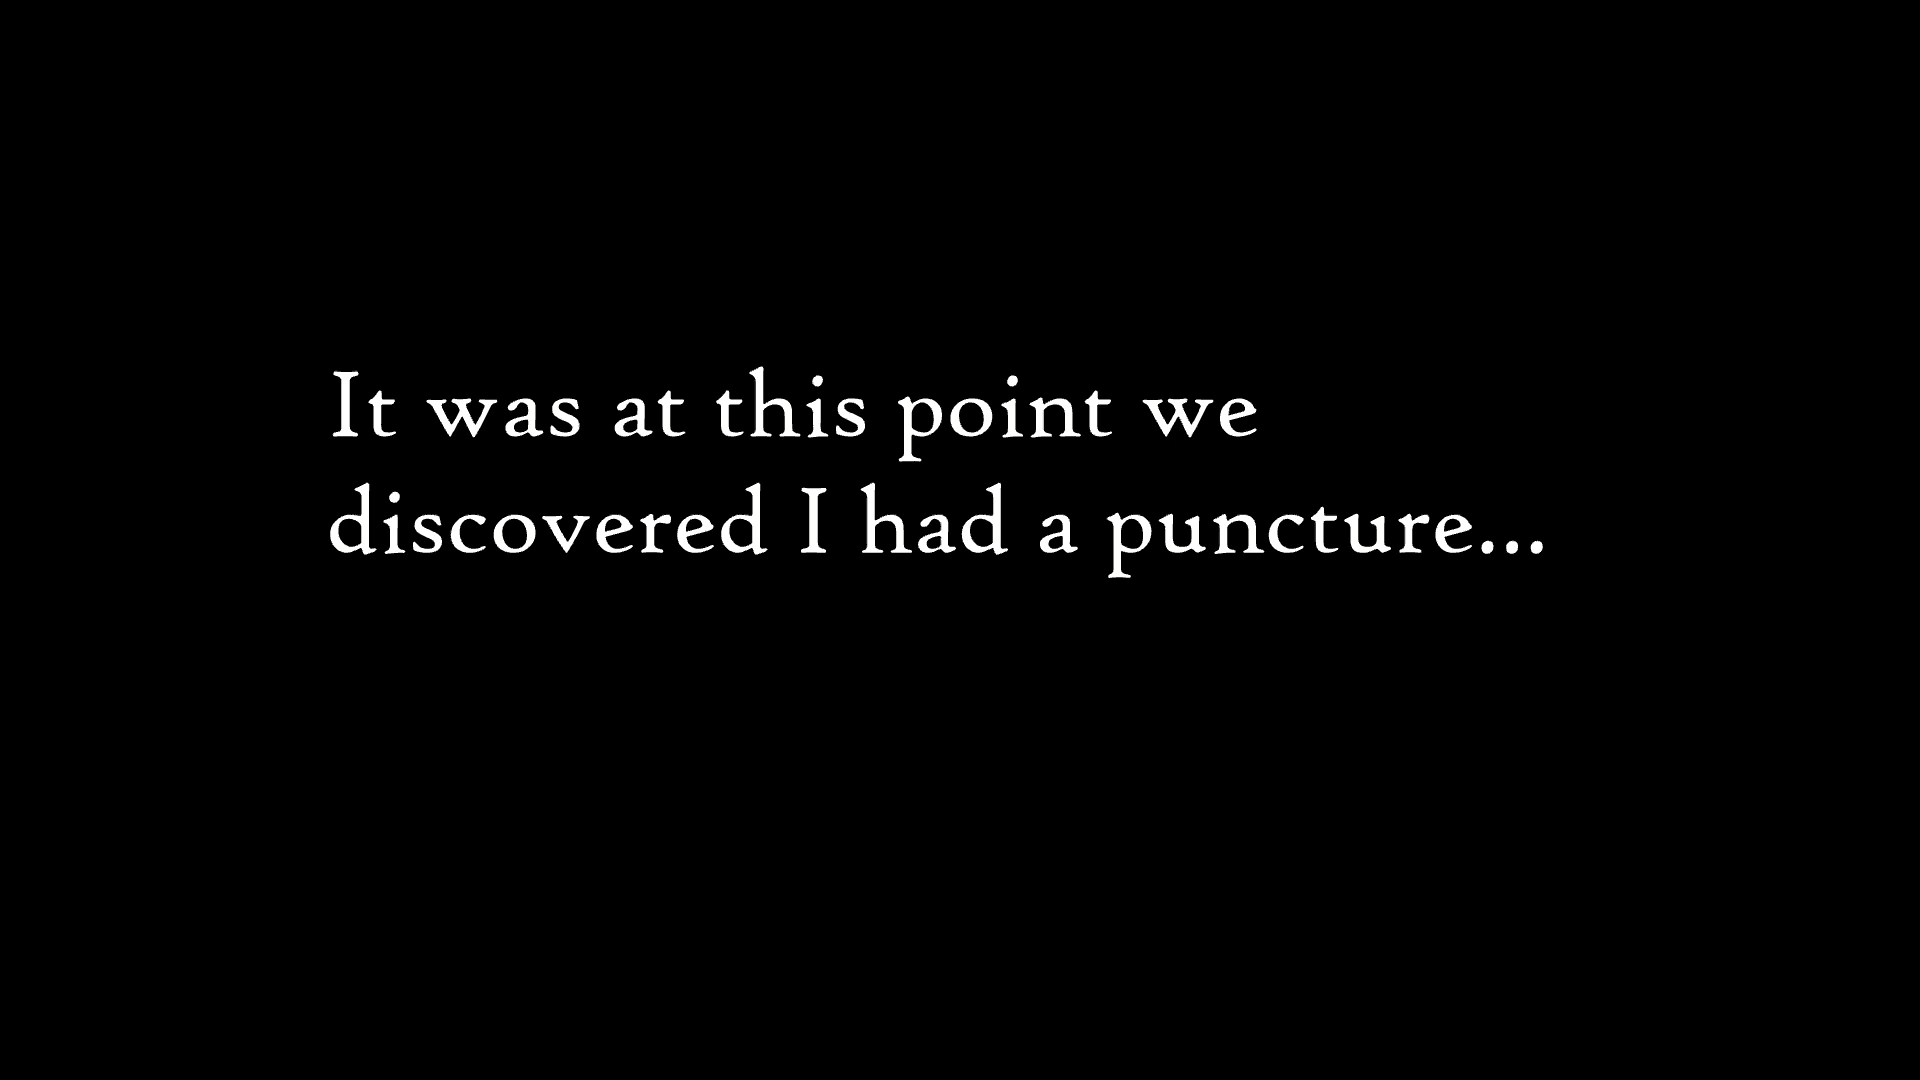 It was at this point we
discovered I had a puncture...